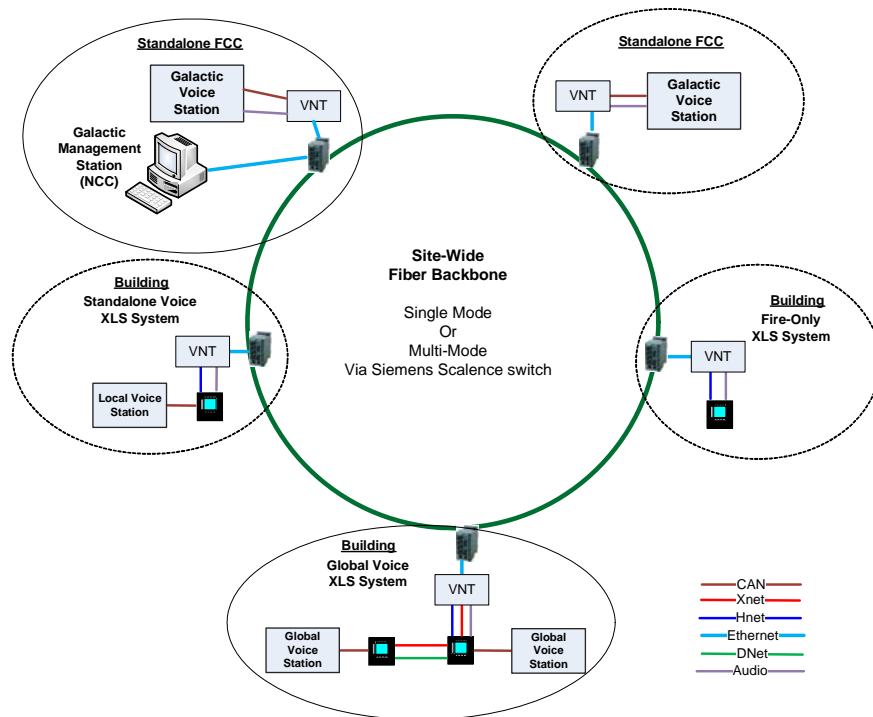 Standalone FCC
Galactic
Voice
Station
VNT
Galactic
Management
Station
(NCC)
Standalone FCC
VNT
Galactic
Voice
Station
Site-Wide
Fiber Backbone
Single Mode
Or
Multi-Mode
Via Siemens Scalence switch
Building
Standalone Voice
XLS System
VNT
Local Voice
Station
Building
Fire-Only
XLS System
VNT
Building
Global Voice
XLS System
VNT
Global Voice
Station
Global
Voice
Station
CAN
Xnet
Hnet
Ethernet
DNet
Audio